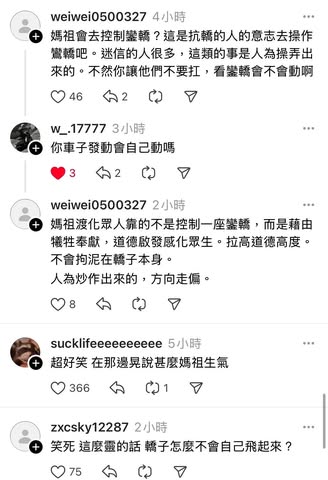 weiwei0500327 4小時
媽祖會去控制鑾轎？這是抗轎的人的意志去操作
鸞轎吧。迷信的人很多，這類的事是人為操弄出
來的。不然你讓他們不要扛，看鑾轎會不會動啊
46 2
w_.17777 3小時
你車子發動會自己動嗎
3 2
weiwei0500327 2小時
媽祖渡化眾人靠的不是控制一座鑾轎，而是藉由
犧牲奉獻，道德啟發感化眾生。拉高道德高度。
不會拘泥在轎子本身。
人為炒作出來的，方向走偏。
8
sucklifeeeeeeeeee 5小時
超好笑 在那邊晃說甚麼媽祖生氣
366 1
zxcsky12287 2小時
笑死 這麼靈的話 轎子怎麼不會自己飛起來？
75